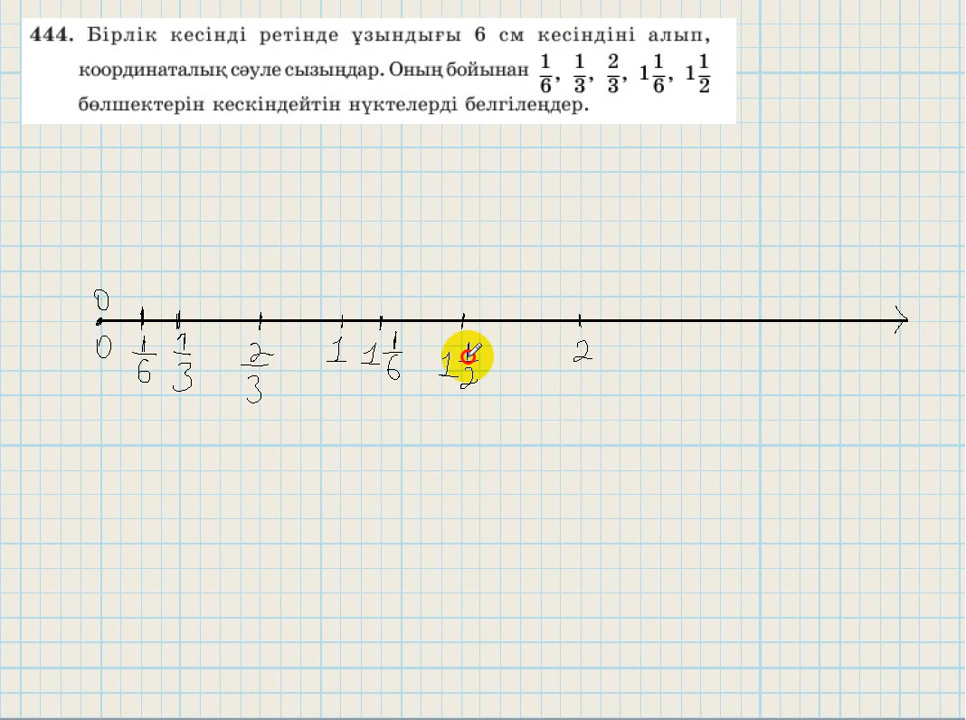 444. Бірлік кесінді ретінде ұзындығы 6 см кесіндіні алып,
координаталық сәуле сызыңдар. Оның бойынан 1/6, 1/3, 2/3, 1 1/6, 1 1/2
бөлшектерін кескіндейтін нүктелерді белгілеңдер.
0
0 1/6 1/3 2/3 1 1 1/6 1 1/2 2